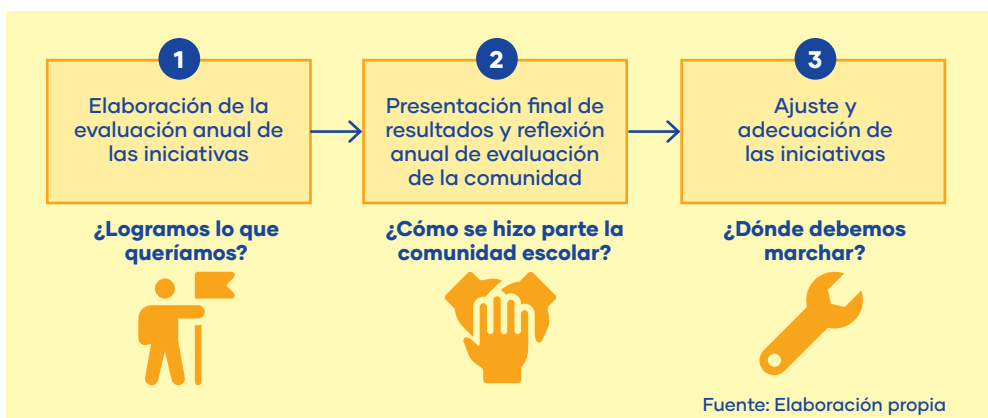 1
Elaboración de la
evaluación anual de
las iniciativas
¿Logramos lo que
queríamos?
2
Presentación final de
resultados y reflexión
anual de evaluación
de la comunidad
¿Cómo se hizo parte la
comunidad escolar?
3
Ajuste y
adecuación de
las iniciativas
¿Dónde debemos
marchar?
Fuente: Elaboración propia